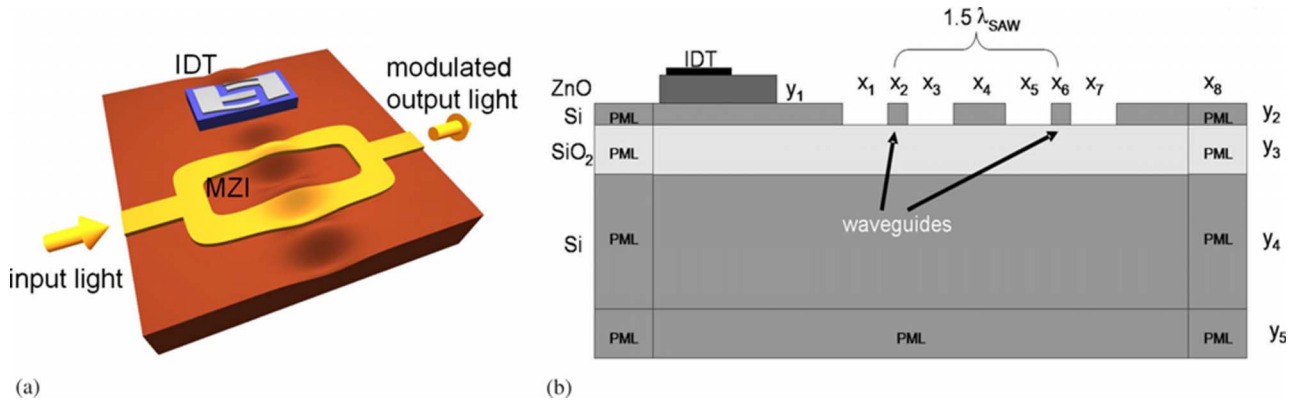 IDT
modulated
output light
MZI
input light
(a)
1.5 λSAW
IDT
ZnO
y1
x1 x2 x3 x4 x5 x6 x7 x8
Si
PML
PML
y2
SiO2
PML
PML
y3
waveguides
Si
PML
PML
y4
PML
PML
PML
y5
(b)